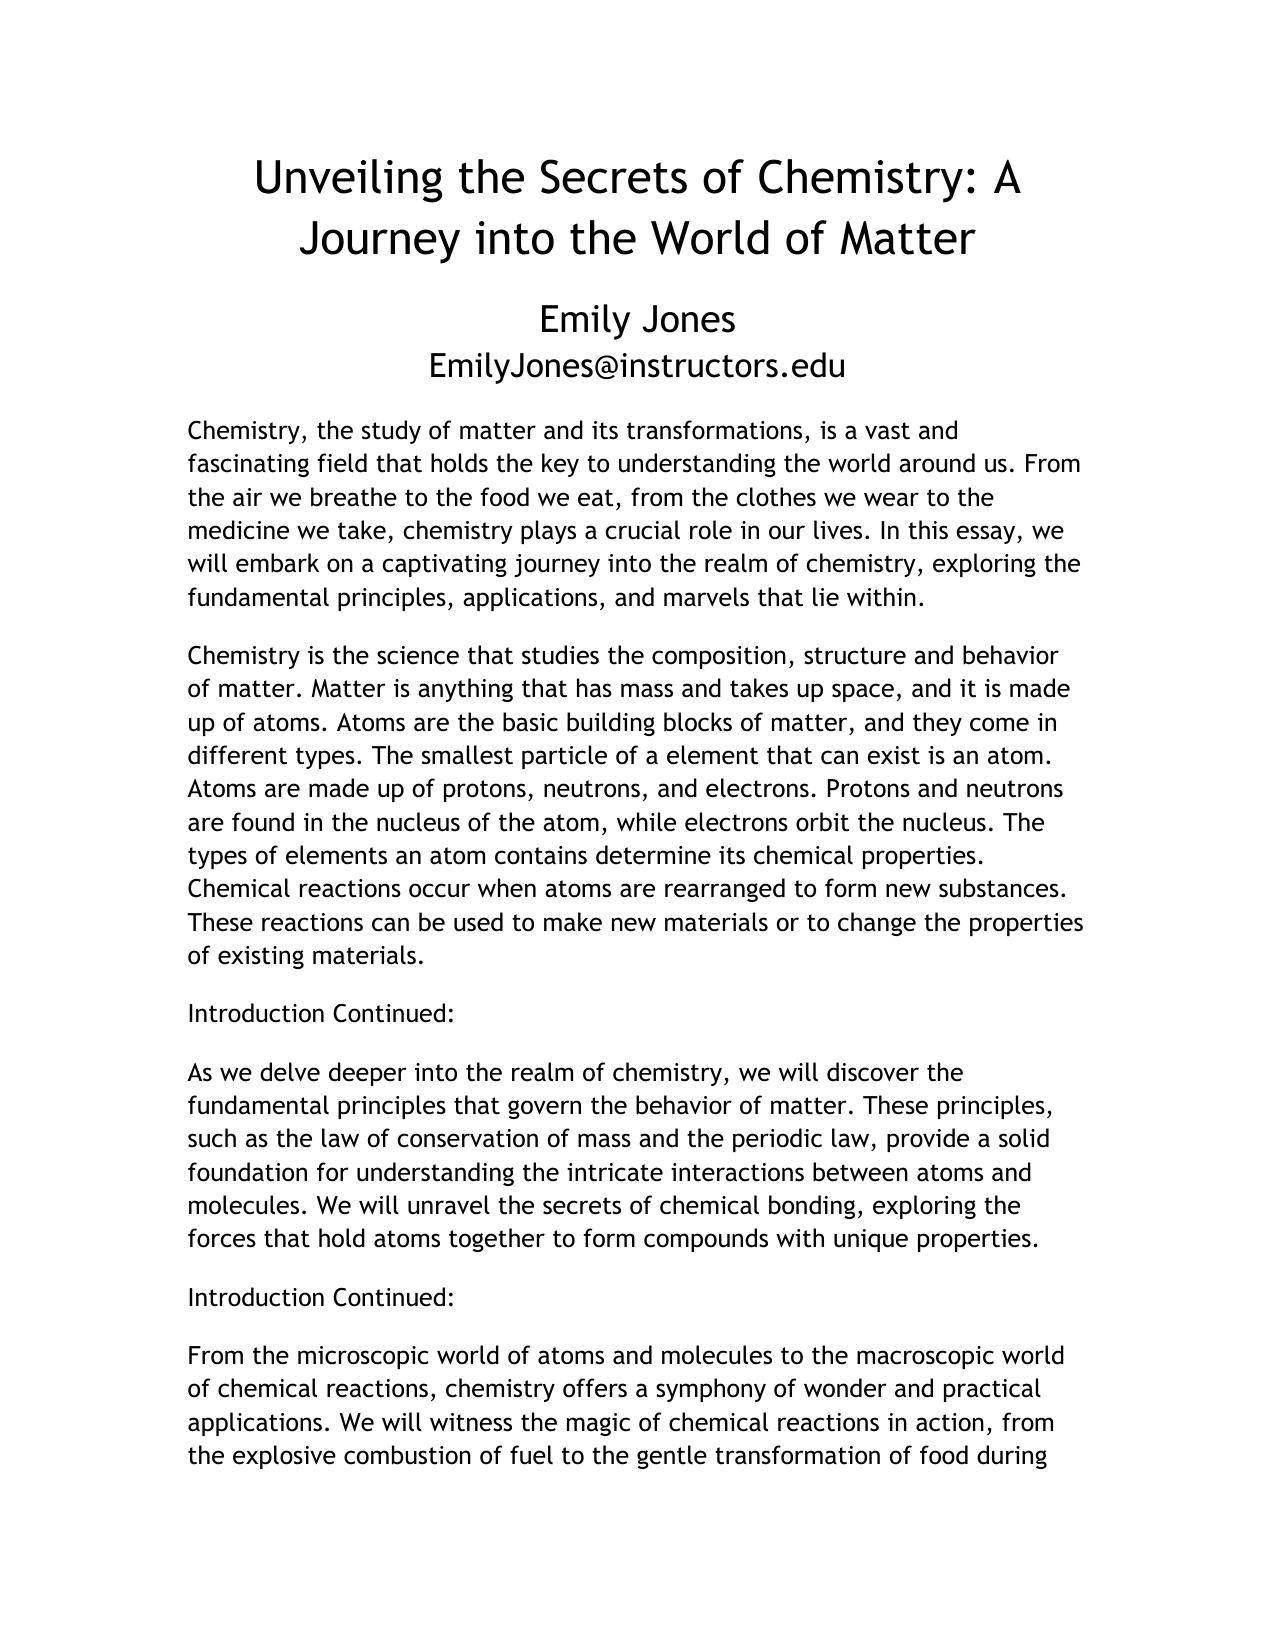 Unveiling the Secrets of Chemistry: A
Journey into the World of Matter
Emily Jones
EmilyJones@instructors.edu
Chemistry, the study of matter and its transformations, is a vast and
fascinating field that holds the key to understanding the world around us. From
the air we breathe to the food we eat, from the clothes we wear to the
medicine we take, chemistry plays a crucial role in our lives. In this essay, we
will embark on a captivating journey into the realm of chemistry, exploring the
fundamental principles, applications, and marvels that lie within.
Chemistry is the science that studies the composition, structure and behavior
of matter. Matter is anything that has mass and takes up space, and it is made
up of atoms. Atoms are the basic building blocks of matter, and they come in
different types. The smallest particle of a element that can exist is an atom.
Atoms are made up of protons, neutrons, and electrons. Protons and neutrons
are found in the nucleus of the atom, while electrons orbit the nucleus. The
types of elements an atom contains determine its chemical properties.
Chemical reactions occur when atoms are rearranged to form new substances.
These reactions can be used to make new materials or to change the properties
of existing materials.
Introduction Continued:
As we delve deeper into the realm of chemistry, we will discover the
fundamental principles that govern the behavior of matter. These principles,
such as the law of conservation of mass and the periodic law, provide a solid
foundation for understanding the intricate interactions between atoms and
molecules. We will unravel the secrets of chemical bonding, exploring the
forces that hold atoms together to form compounds with unique properties.
Introduction Continued:
From the microscopic world of atoms and molecules to the macroscopic world
of chemical reactions, chemistry offers a symphony of wonder and practical
applications. We will witness the magic of chemical reactions in action, from
the explosive combustion of fuel to the gentle transformation of food during